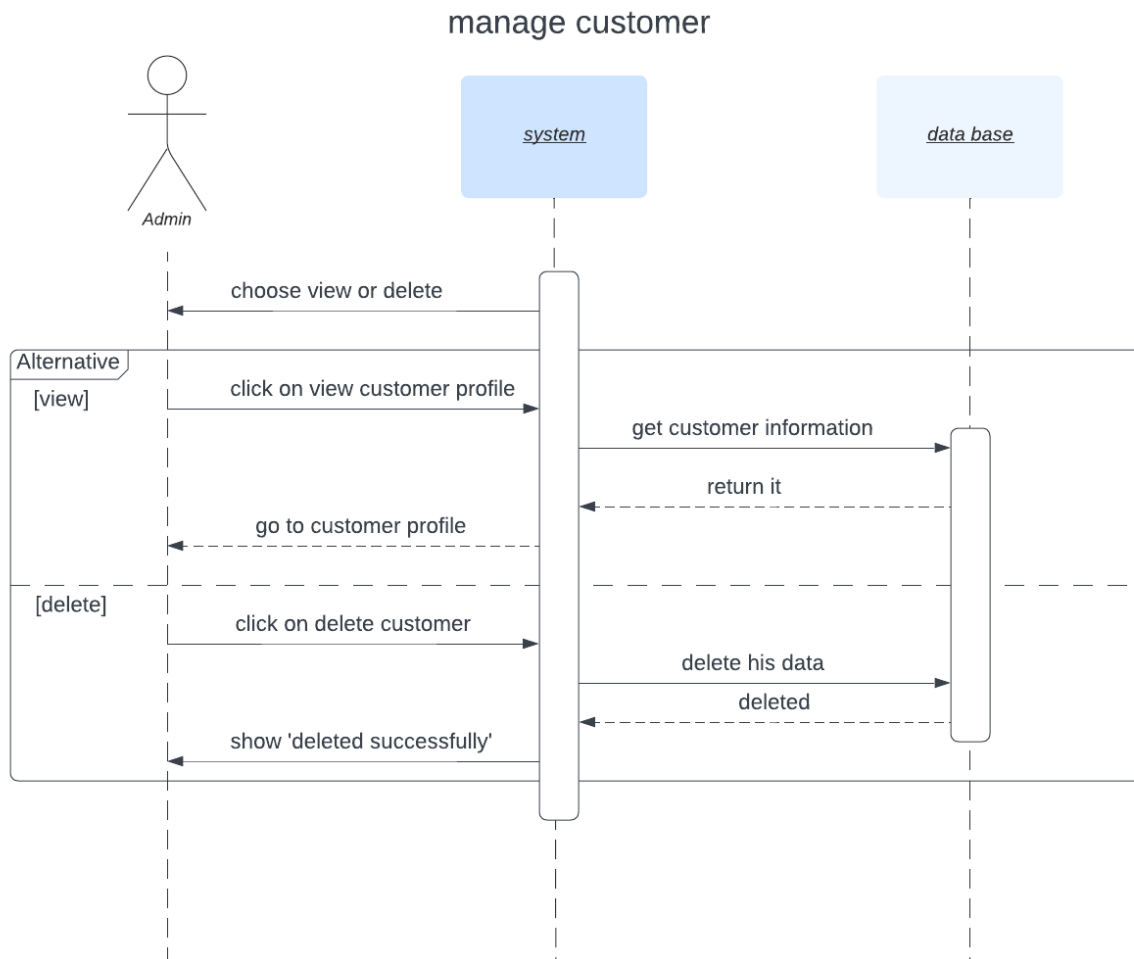 manage customer
system
data base
Admin
choose view or delete
Alternative
[view]
click on view customer profile
get customer information
return it
go to customer profile
[delete]
click on delete customer
delete his data
deleted
show 'deleted successfully'